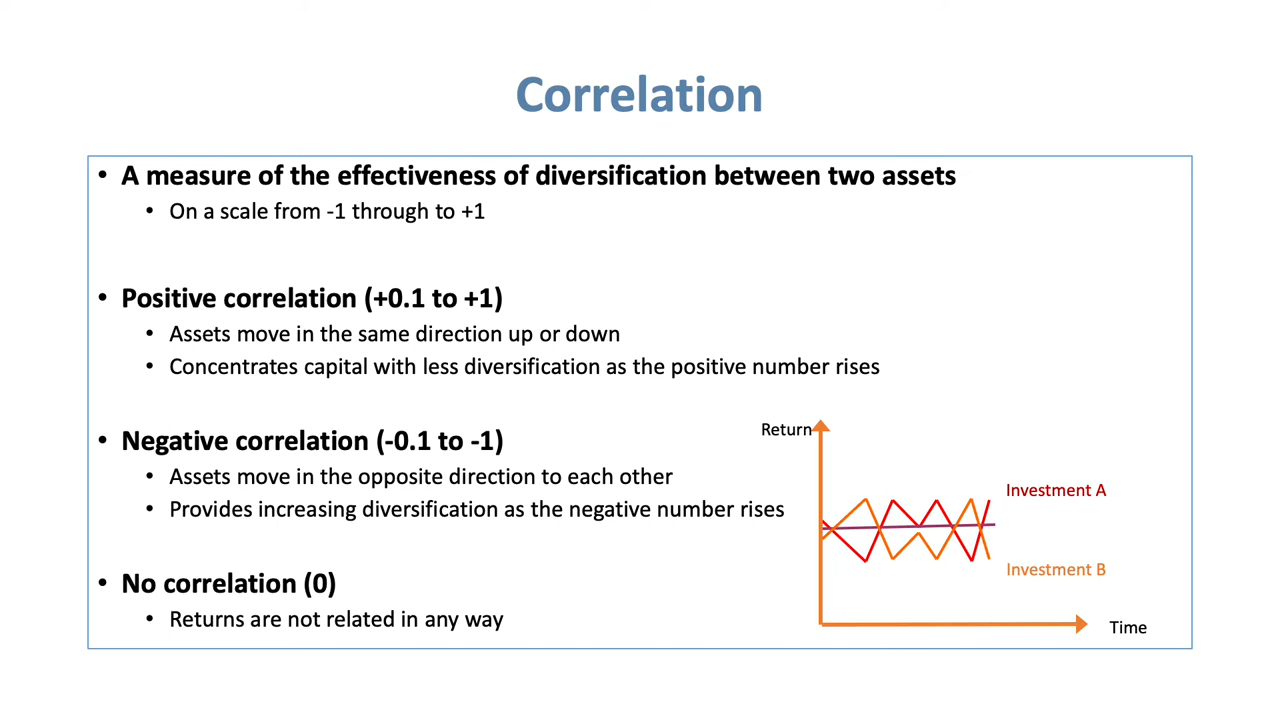 Correlation
• A measure of the effectiveness of diversification between two assets
• On a scale from -1 through to +1
• Positive correlation (+0.1 to +1)
• Assets move in the same direction up or down
• Concentrates capital with less diversification as the positive number rises
• Negative correlation (-0.1 to -1)
• Assets move in the opposite direction to each other
• Provides increasing diversification as the negative number rises
• No correlation (0)
• Returns are not related in any way
Return
Investment A
Investment B
Time